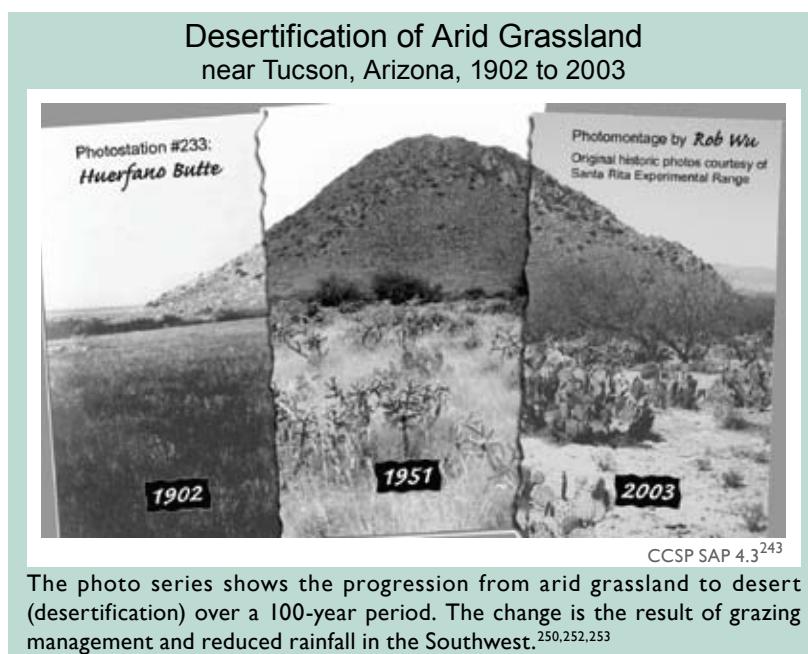 Desertification of Arid Grassland
near Tucson, Arizona, 1902 to 2003
Photostation #233:
Huerfano Butte
Photomontage by Rob Wu
Original historic photos courtesy of
Santa Rita Experimental Range
1902
1951
2003
CCSP SAP 4.3243
The photo series shows the progression from arid grassland to desert
(desertification) over a 100-year period. The change is the result of grazing
management and reduced rainfall in the Southwest.250,252,253